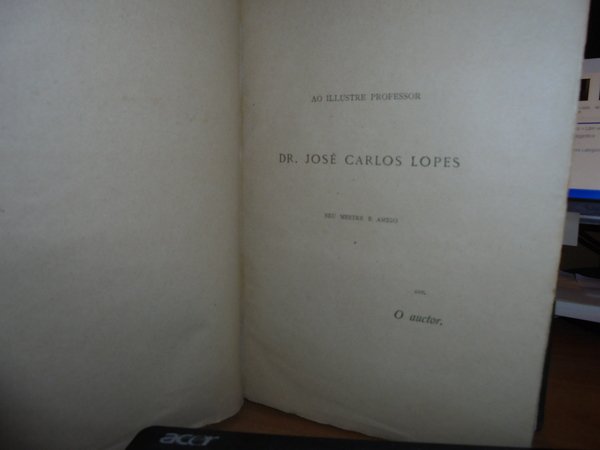 AO ILLUSTRE PROFESSOR
DR. JOSÉ CARLOS LOPES
SEU MESTRE E AMIGO
O auctor.
acer